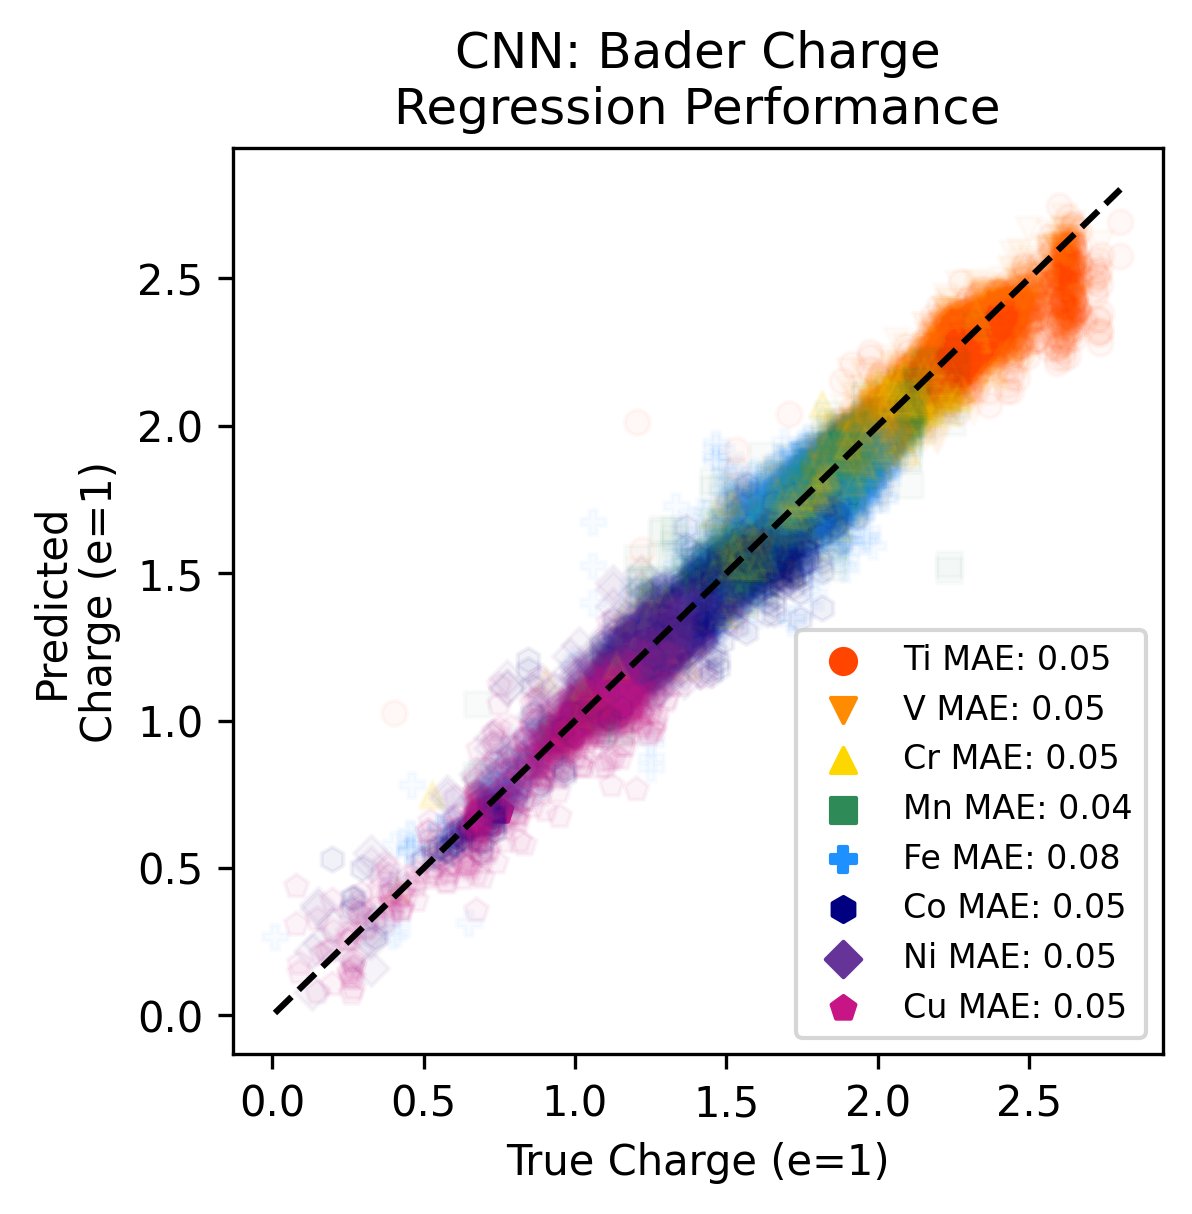 CNN: Bader Charge
Regression Performance
Predicted
Charge (e=1)
2.5
2.0
1.5
1.0
0.5
0.0
Ti MAE: 0.05
V MAE: 0.05
Cr MAE: 0.05
Mn MAE: 0.04
Fe MAE: 0.08
Co MAE: 0.05
Ni MAE: 0.05
Cu MAE: 0.05
0.0 0.5 1.0 1.5 2.0 2.5
True Charge (e=1)